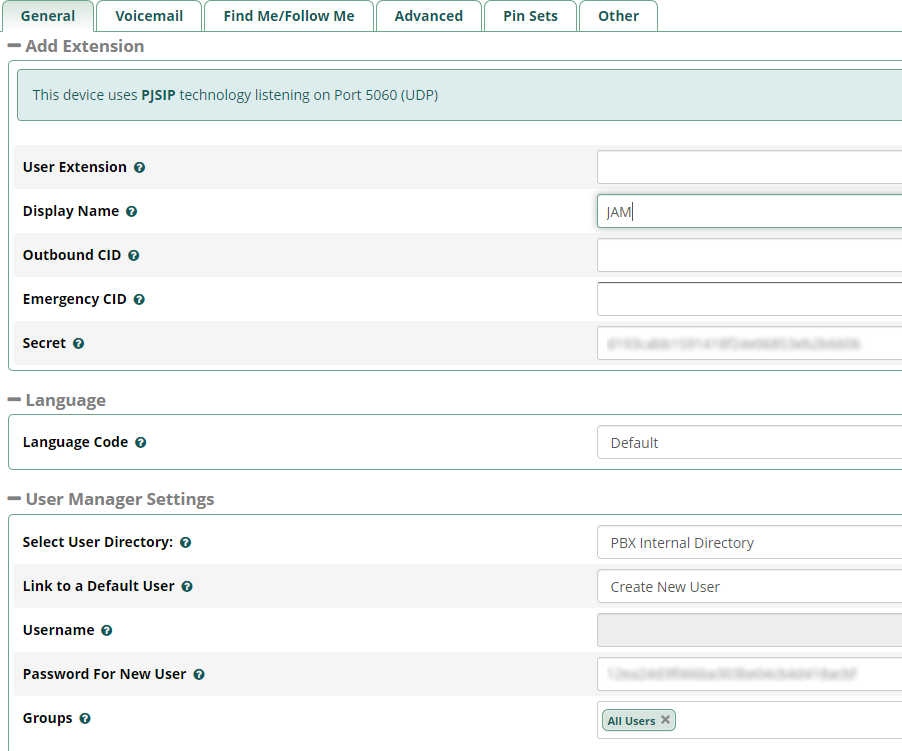 General Voicemail Find Me/Follow Me Advanced Pin Sets Other
Add Extension
This device uses PJSIP technology listening on Port 5060 (UDP)
User Extension
Display Name JAM
Outbound CID
Emergency CID
Secret
Language
Language Code Default
User Manager Settings
Select User Directory: PBX Internal Directory
Link to a Default User Create New User
Username
Password For New User
Groups All Users